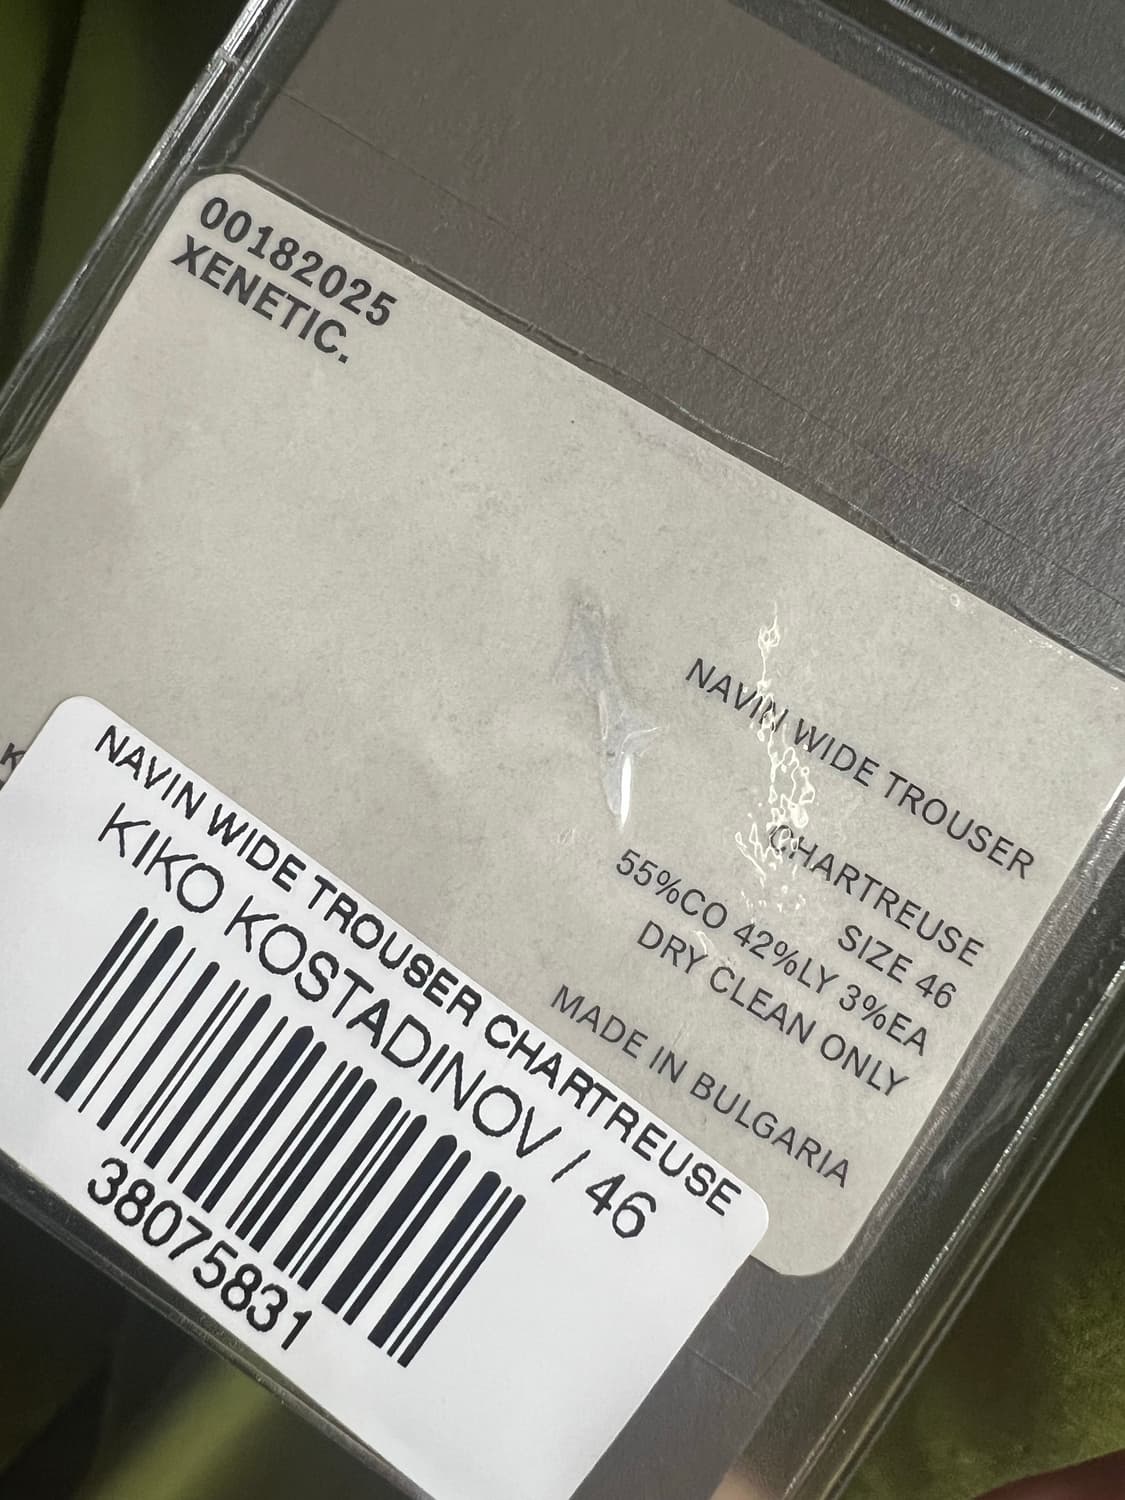 00182025
XENETIC.
NAVIN WIDE TROUSER
CHARTREUSE
SIZE 46
55%CO 42%LY 3%EA
DRY CLEAN ONLY
MADE IN BULGARIA
K
NAVIN WIDE TROUSER CHARTREUSE
KIKO KOSTADINOV / 46
38075831